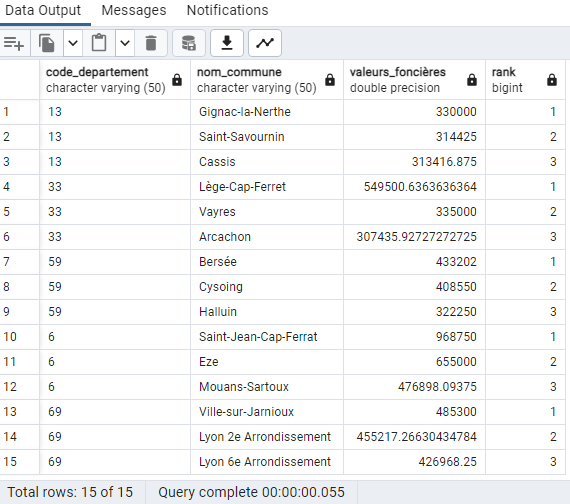 Data Output Messages Notifications
code_departement nom_commune valeurs_foncières rank
character varying (50) character varying (50) double precision bigint
1 13 Gignac-la-Nerthe 330000 1
2 13 Saint-Savournin 314425 2
3 13 Cassis 313416.875 3
4 33 Lège-Cap-Ferret 549500.6363636364 1
5 33 Vayres 335000 2
6 33 Arcachon 307435.92727272725 3
7 59 Bersée 433202 1
8 59 Cysoing 408550 2
9 59 Halluin 322250 3
10 6 Saint-Jean-Cap-Ferrat 968750 1
11 6 Eze 655000 2
12 6 Mouans-Sartoux 476898.09375 3
13 69 Ville-sur-Jarnioux 485300 1
14 69 Lyon 2e Arrondissement 455217.26630434784 2
15 69 Lyon 6e Arrondissement 426968.25 3
Total rows: 15 of 15 Query complete 00:00:00.055